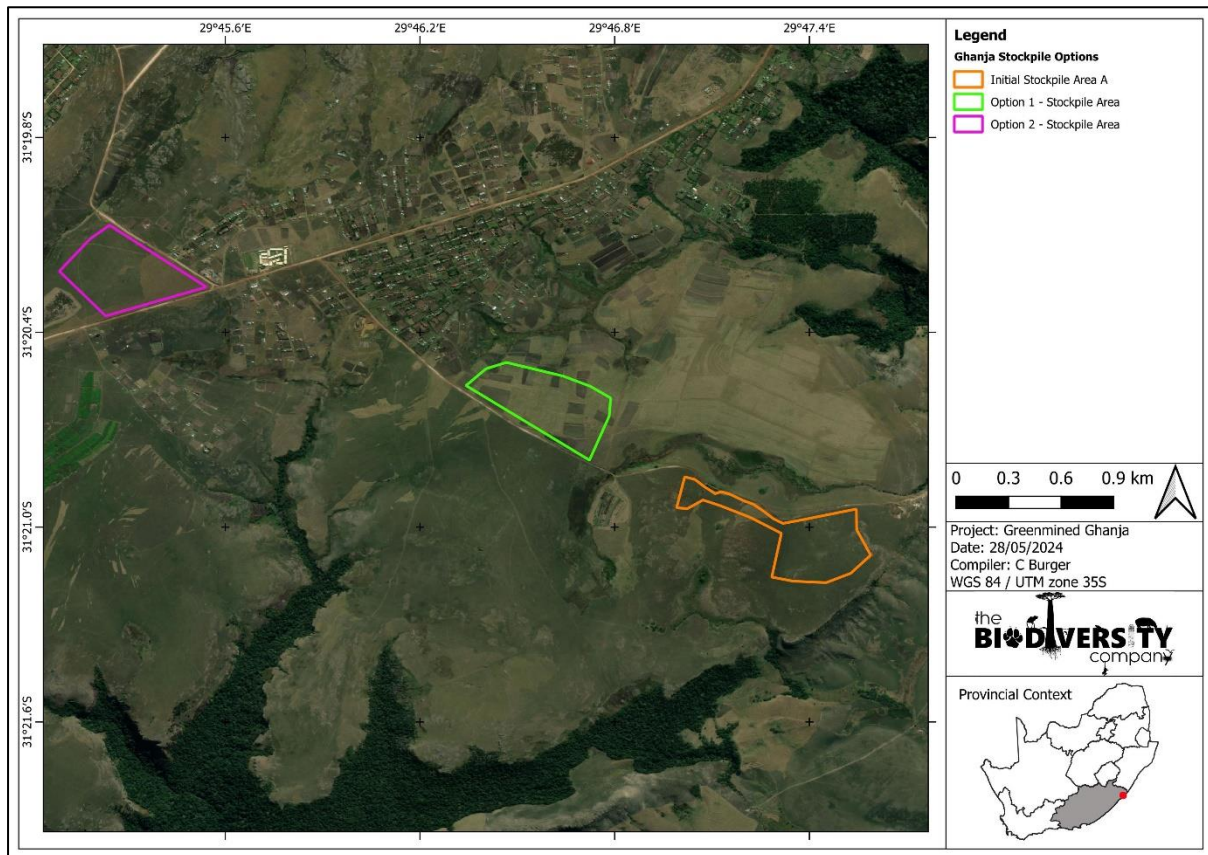 29°45.6'E 29°46.2'E 29°46.8'E 29°47.4'E
31°19.8'S
31°20.4'S
31°21.0'S
31°21.6'S
Legend
Ghanja Stockpile Options
Initial Stockpile Area A
Option 1 - Stockpile Area
Option 2 - Stockpile Area
0 0.3 0.6 0.9 km
Project: Greenmined Ghanja
Date: 28/05/2024
Compiler: C Burger
WGS 84 / UTM zone 35S
the
BIODIVERSITY
company
Provincial Context